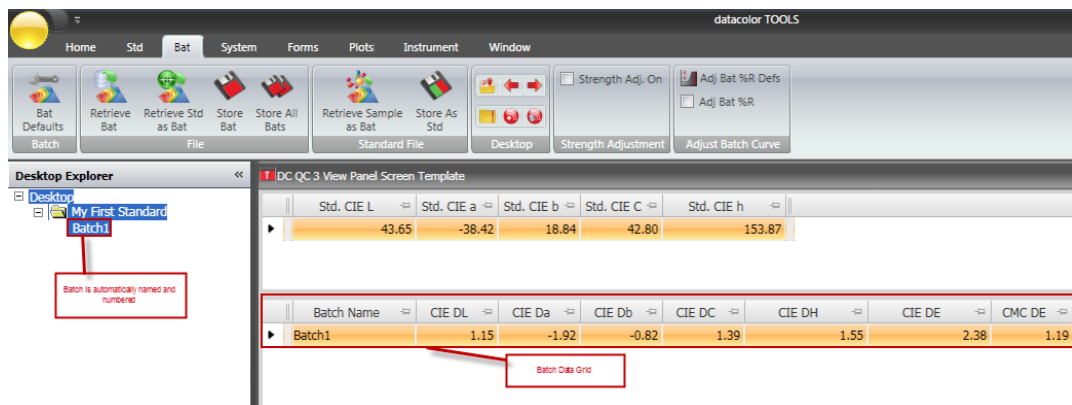 datacolor TOOLS
Home Std Bat System Forms Plots Instrument Window
Strength Adj. On Adj Bat %R Defs
Adj Bat %R
Bat Retrieve Retrieve Std Store Store All Retrieve Sample Store As
Defaults Bat as Bat Bat Bats as Bat Std
Batch File Standard File Desktop Strength Adjustment Adjust Batch Curve
Desktop Explorer «
DC QC 3 View Panel Screen Template
Desktop
My First Standard
Batch1
Std. CIE L Std. CIE a Std. CIE b Std. CIE C Std. CIE h
43.65 -38.42 18.84 42.80 153.87
Batch is automatically named and
numbered
Batch Name CIE DL CIE Da CIE Db CIE DC CIE DH CIE DE CMC DE
Batch1 1.15 -1.92 -0.82 1.39 1.55 2.38 1.19
Batch Data Grid